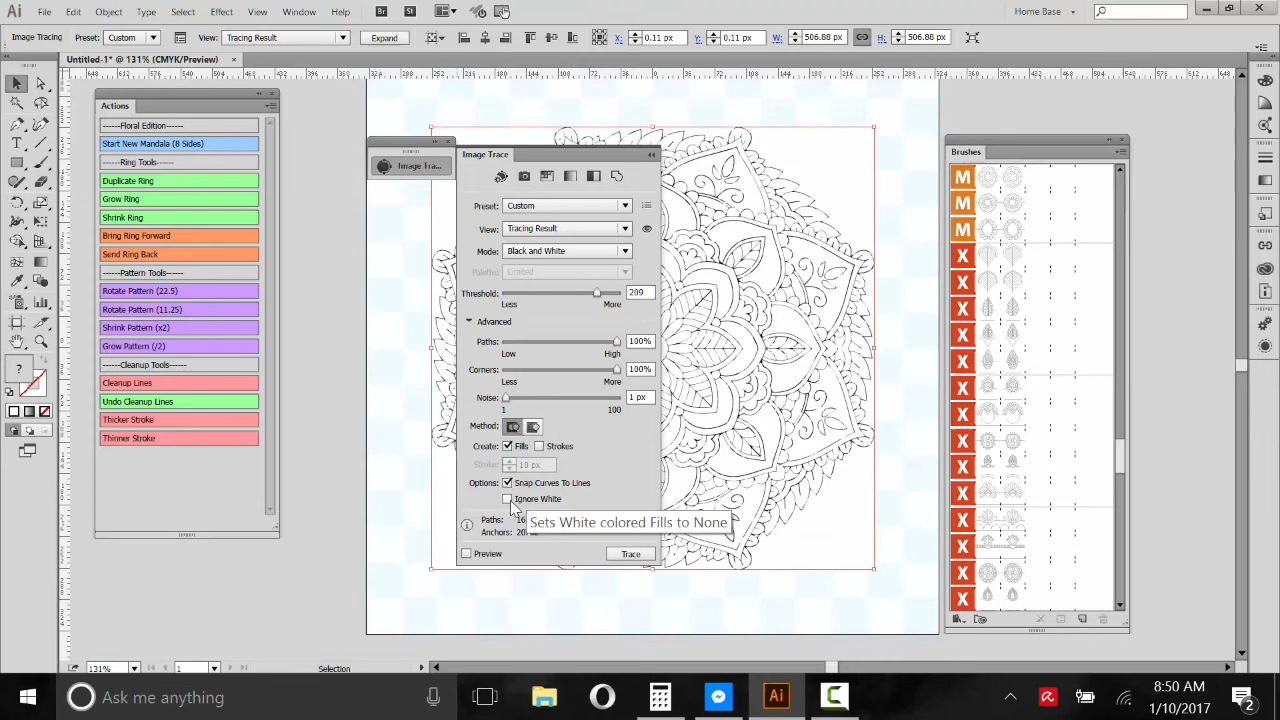 Ai File Edit Object Type Select Effect View Window Help Br St Home Base
Image Tracing Preset: Custom View: Tracing Result Expand X: 0.11 px Y: 0.11 px W: 506.88 px H: 506.88 px
Untitled-1* @ 131% (CMYK/Preview) ×
Actions
------Floral Edition------
Start New Mandala (8 Sides)
------Ring Tools------
Duplicate Ring
Grow Ring
Shrink Ring
Bring Ring Forward
Send Ring Back
------Pattern Tools------
Rotate Pattern (22.5)
Rotate Pattern (11.25)
Shrink Pattern (x2)
Grow Pattern (/2)
------Cleanup Tools------
Cleanup Lines
Undo Cleanup Lines
Thicker Stroke
Thinner Stroke
Image Tra...
Image Trace
Preset: Custom
View: Tracing Result
Mode: Black and White
Palette: Limited
Threshold: 209
Less More
Advanced
Paths: 100%
Low High
Corners: 100%
Less More
Noise: 1 px
1 100
Method:
Create: Fills Strokes
Stroke: 10 px
Options: Snap Curves To Lines
Ignore White
Sets White colored Fills to None
Paths:
Anchors:
Preview Trace
Brushes
M
M
M
X
X
X
X
X
X
X
X
X
X
X
X
X
X
?
131% 1 Selection
Ask me anything
Ai
8:50 AM
1/10/2017
2